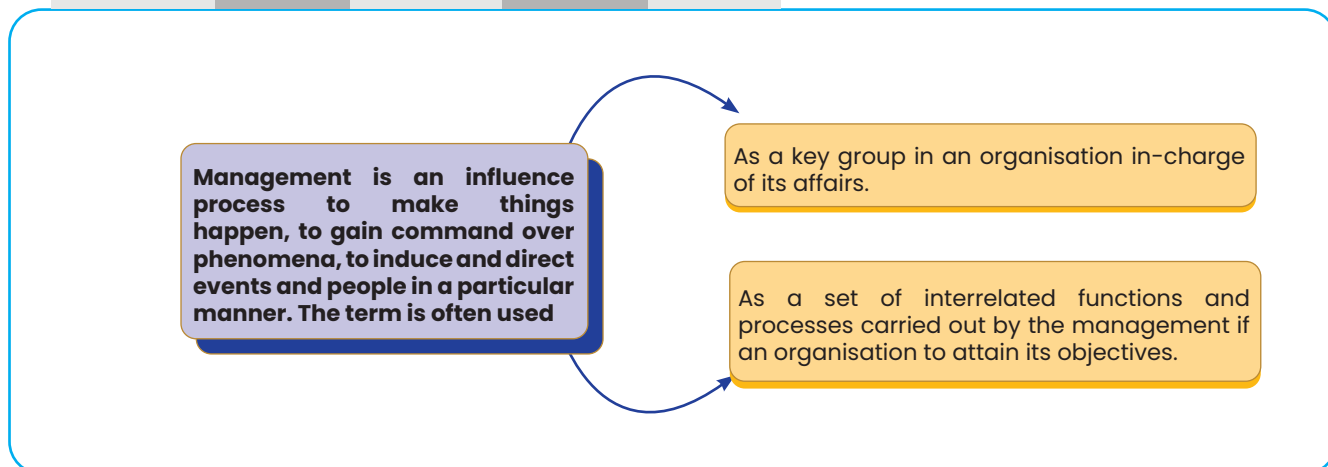 Management is an influence
process to make things
happen, to gain command over
phenomena, to induce and direct
events and people in a particular
manner. The term is often used
As a key group in an organisation in-charge
of its affairs.
As a set of interrelated functions and
processes carried out by the management if
an organisation to attain its objectives.